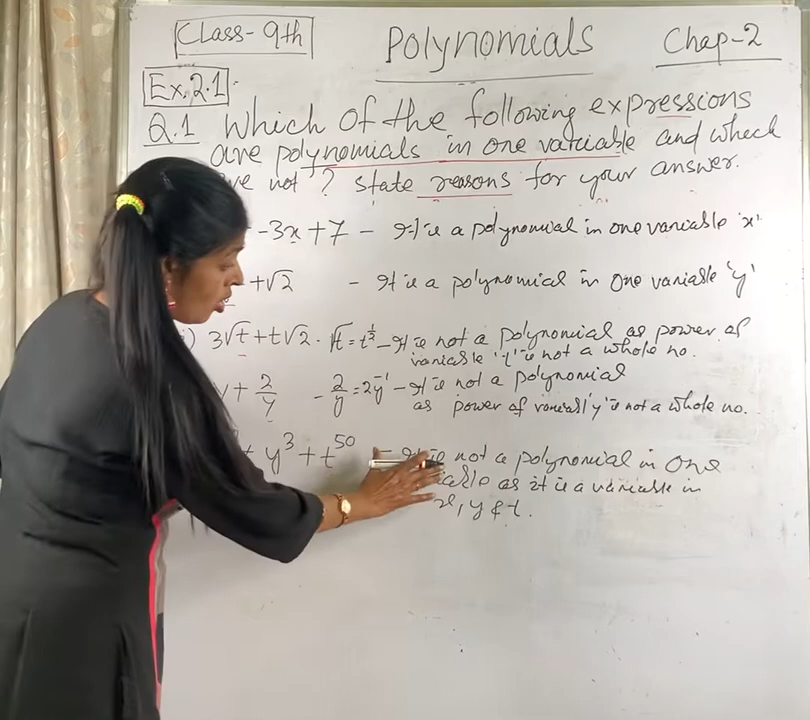 Class-9th
Polynomials
Chap-2
Ex.2.1
Q.1 Which of the following expressions
are polynomials in one variable and which
are not ? state reasons for your answer.
-3x+7 - It is a polynomial in one variable 'x'
+√2 - It is a polynomial in one variable 'y'
) 3√t + t√2 . √t = t^½ - It is not a polynomial as power of
variable 't' is not a whole no.
y + 2/y - 2/y = 2y⁻¹ - It is not a polynomial
as power of variable 'y' is not a whole no.
+ y³ + t⁵⁰ - It is not a polynomial in one
as it is a variable in
x, y & t.